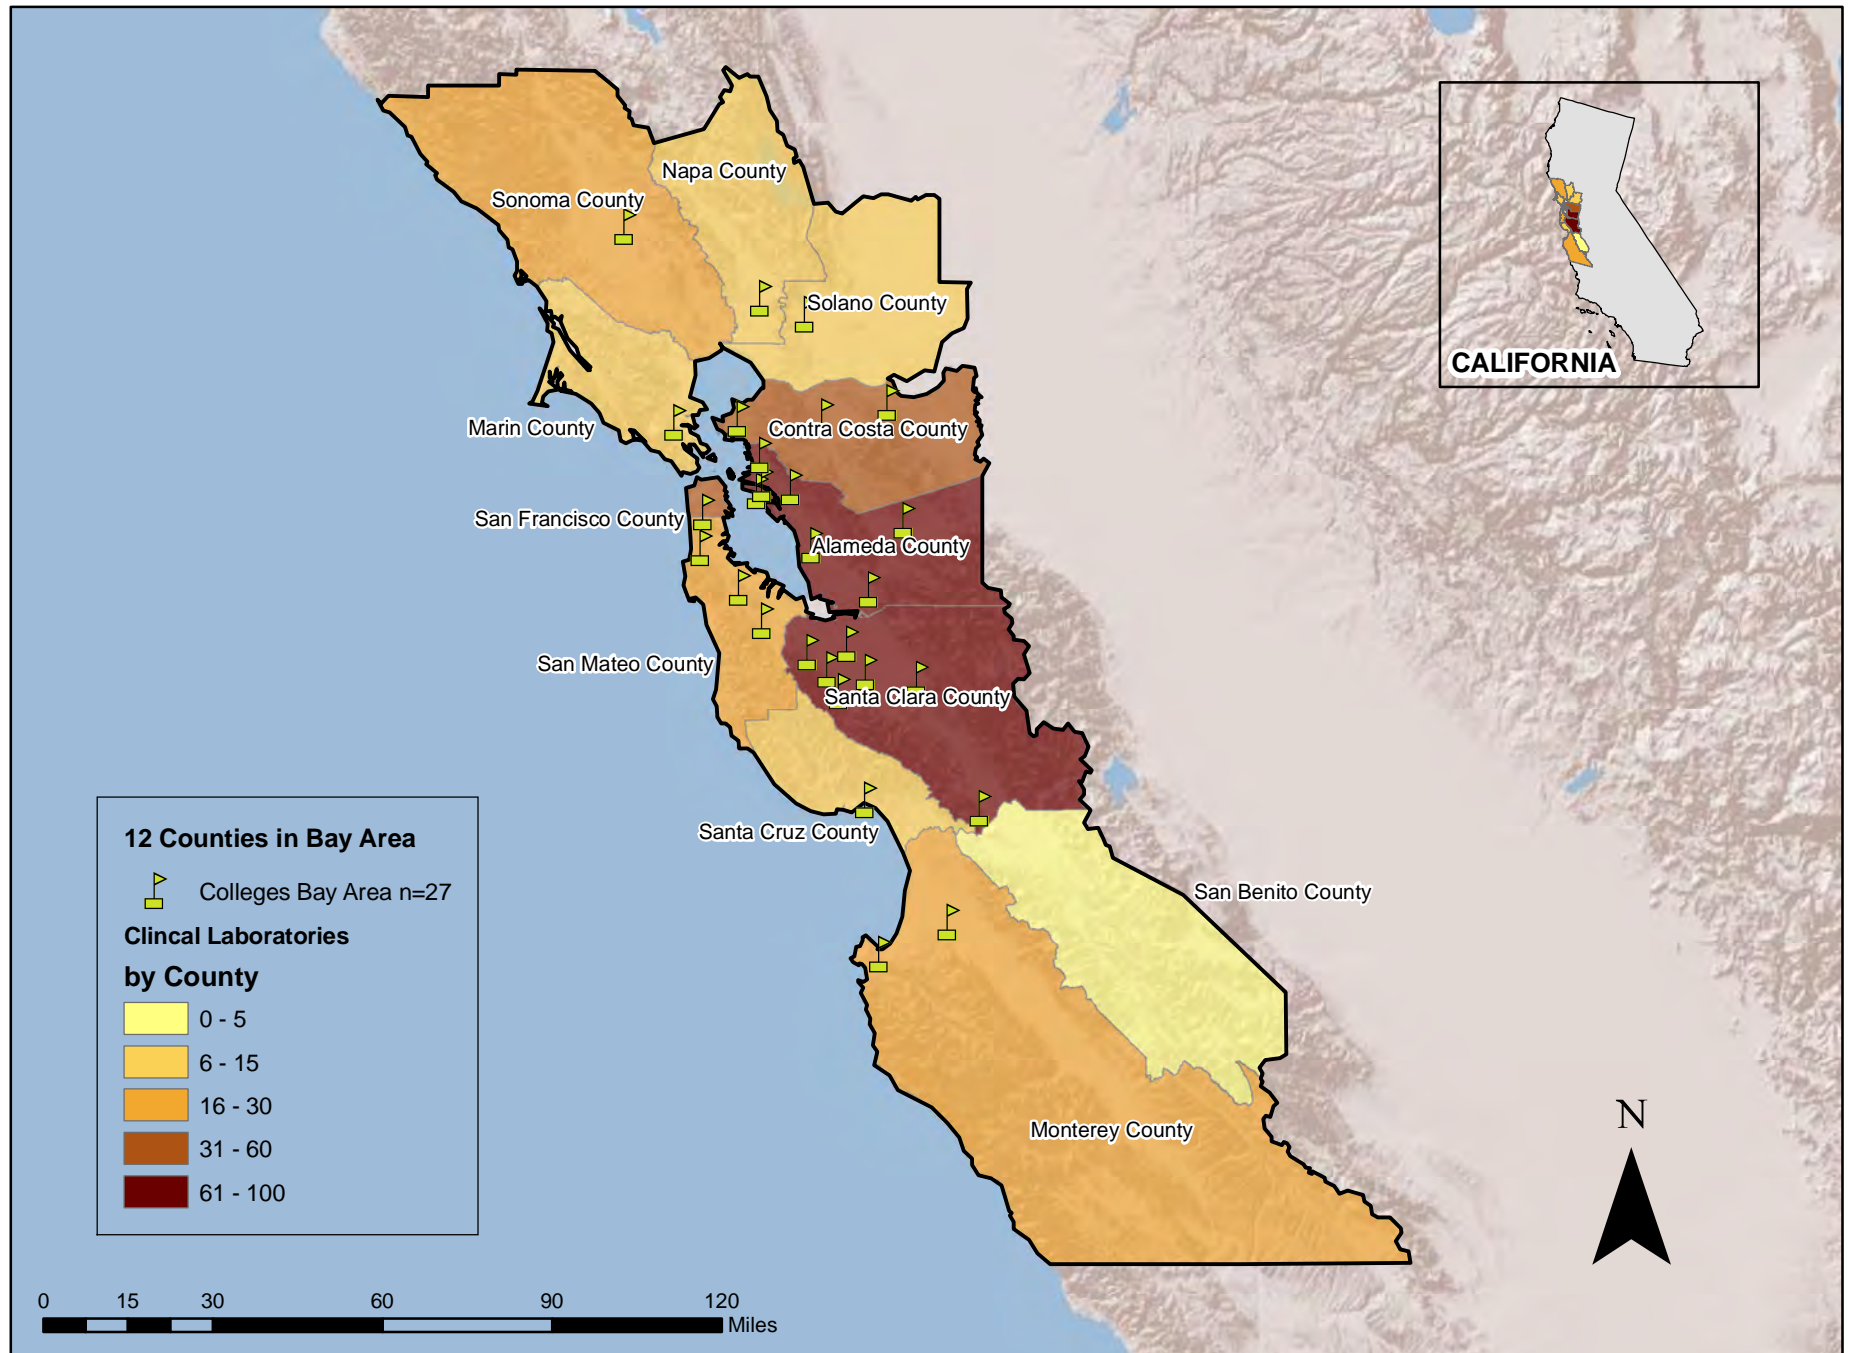 Napa County
Sonoma County
Solano County
CALIFORNIA
Marin County
Contra Costa County
San Francisco County
Alameda County
San Mateo County
Santa Clara County
Santa Cruz County
San Benito County
Monterey County
12 Counties in Bay Area
Colleges Bay Area n=27
Clincal Laboratories
by County
0 - 5
6 - 15
16 - 30
31 - 60
61 - 100
N
0 15 30 60 90 120
Miles